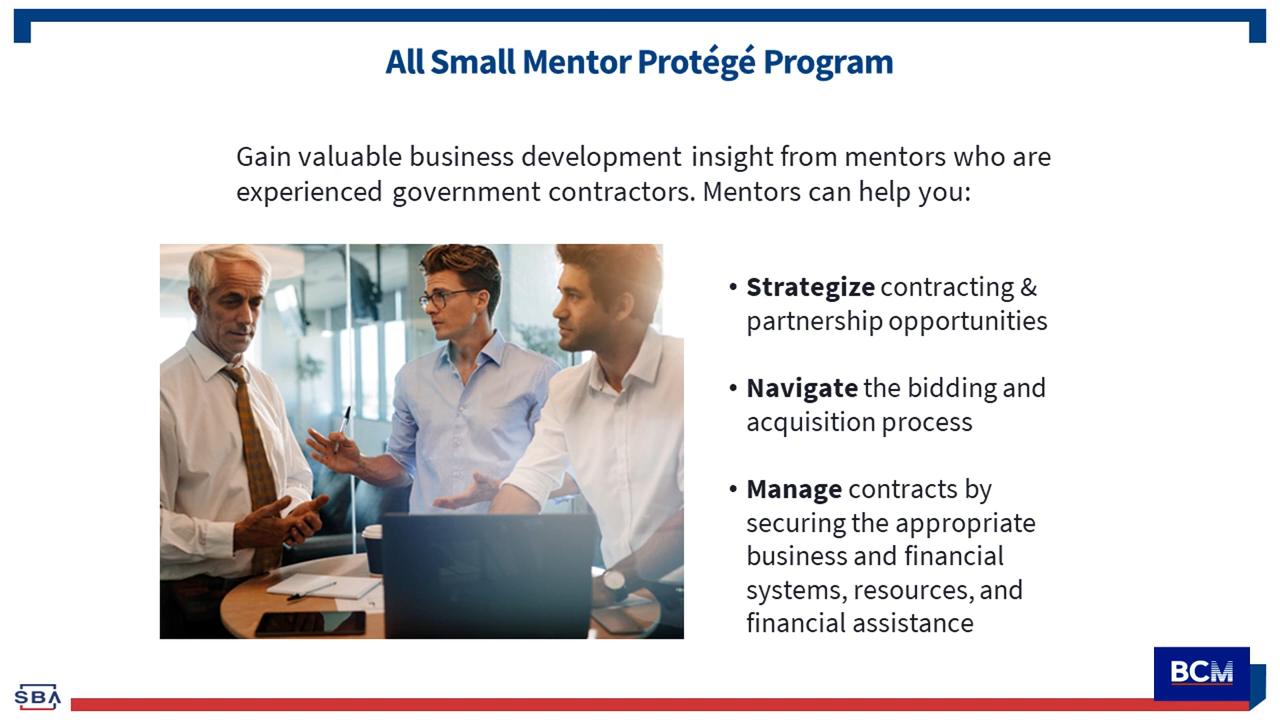 All Small Mentor Protégé Program
Gain valuable business development insight from mentors who are
experienced government contractors. Mentors can help you:
• Strategize contracting &
partnership opportunities
• Navigate the bidding and
acquisition process
• Manage contracts by
securing the appropriate
business and financial
systems, resources, and
financial assistance
SBA
BCM